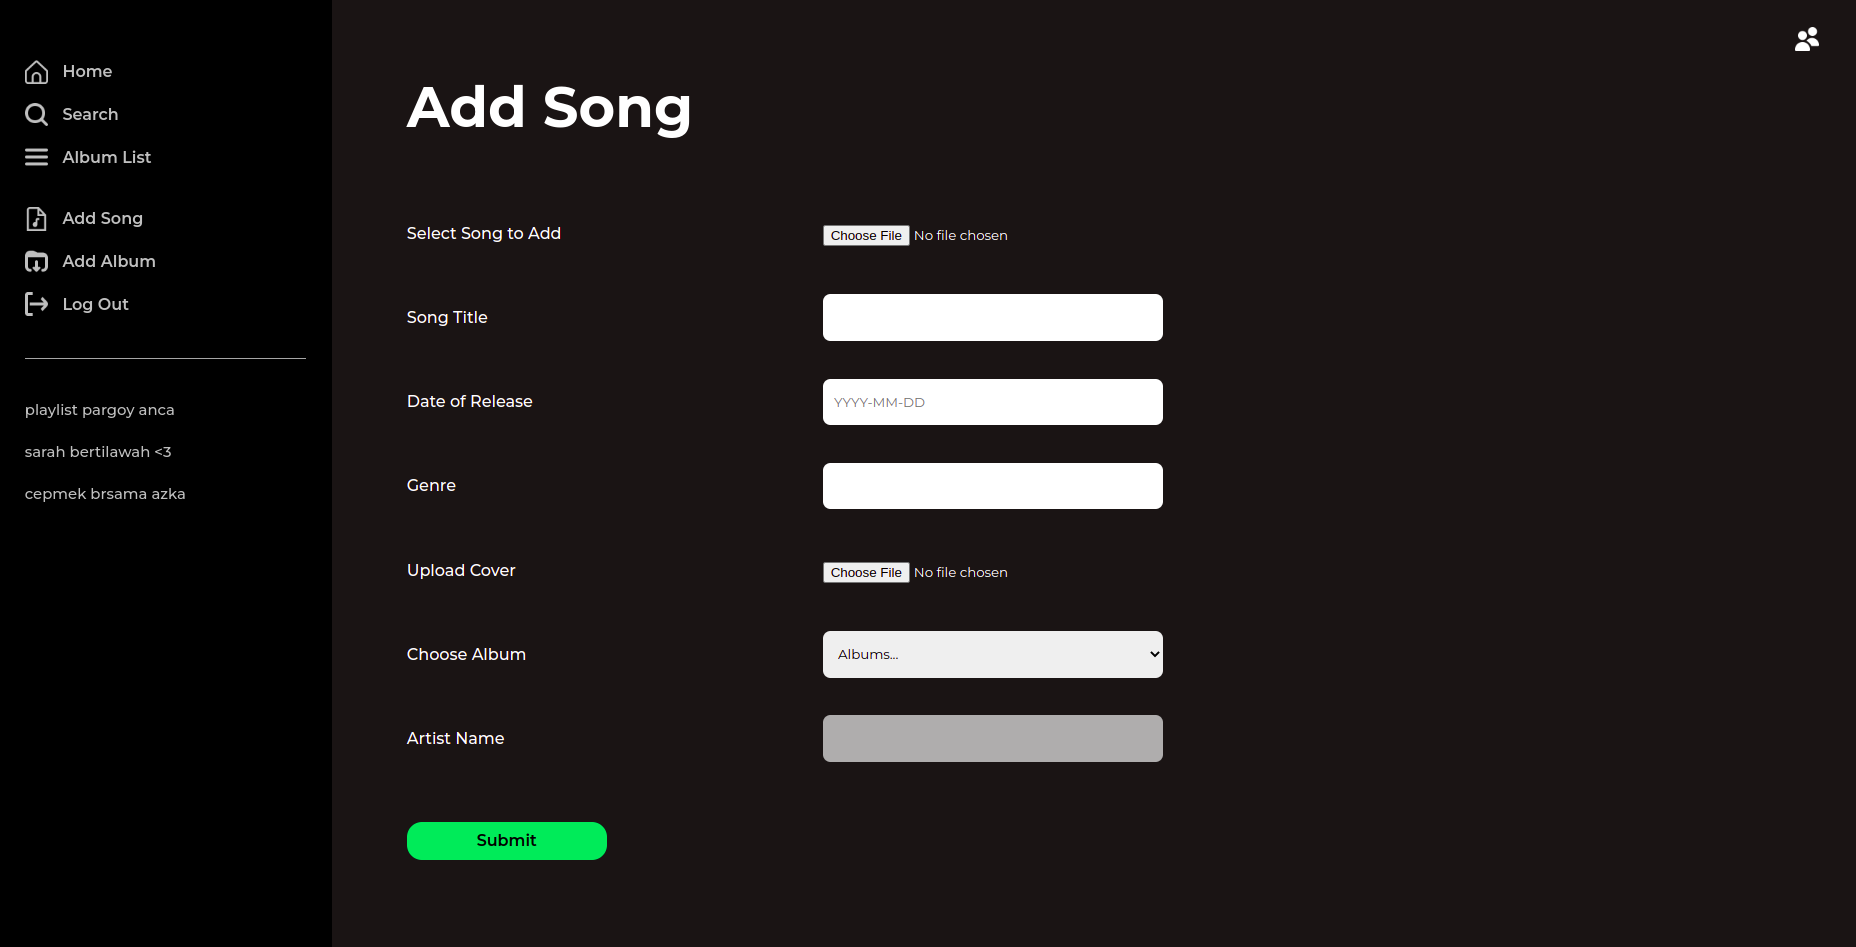 Home
Search
Album List
Add Song
Add Album
Log Out
playlist pargoy anca
sarah bertilawah <3
cepmek brsama azka
Add Song
Select Song to Add
Choose File No file chosen
Song Title
Date of Release
YYYY-MM-DD
Genre
Upload Cover
Choose File No file chosen
Choose Album
Albums...
Artist Name
Submit